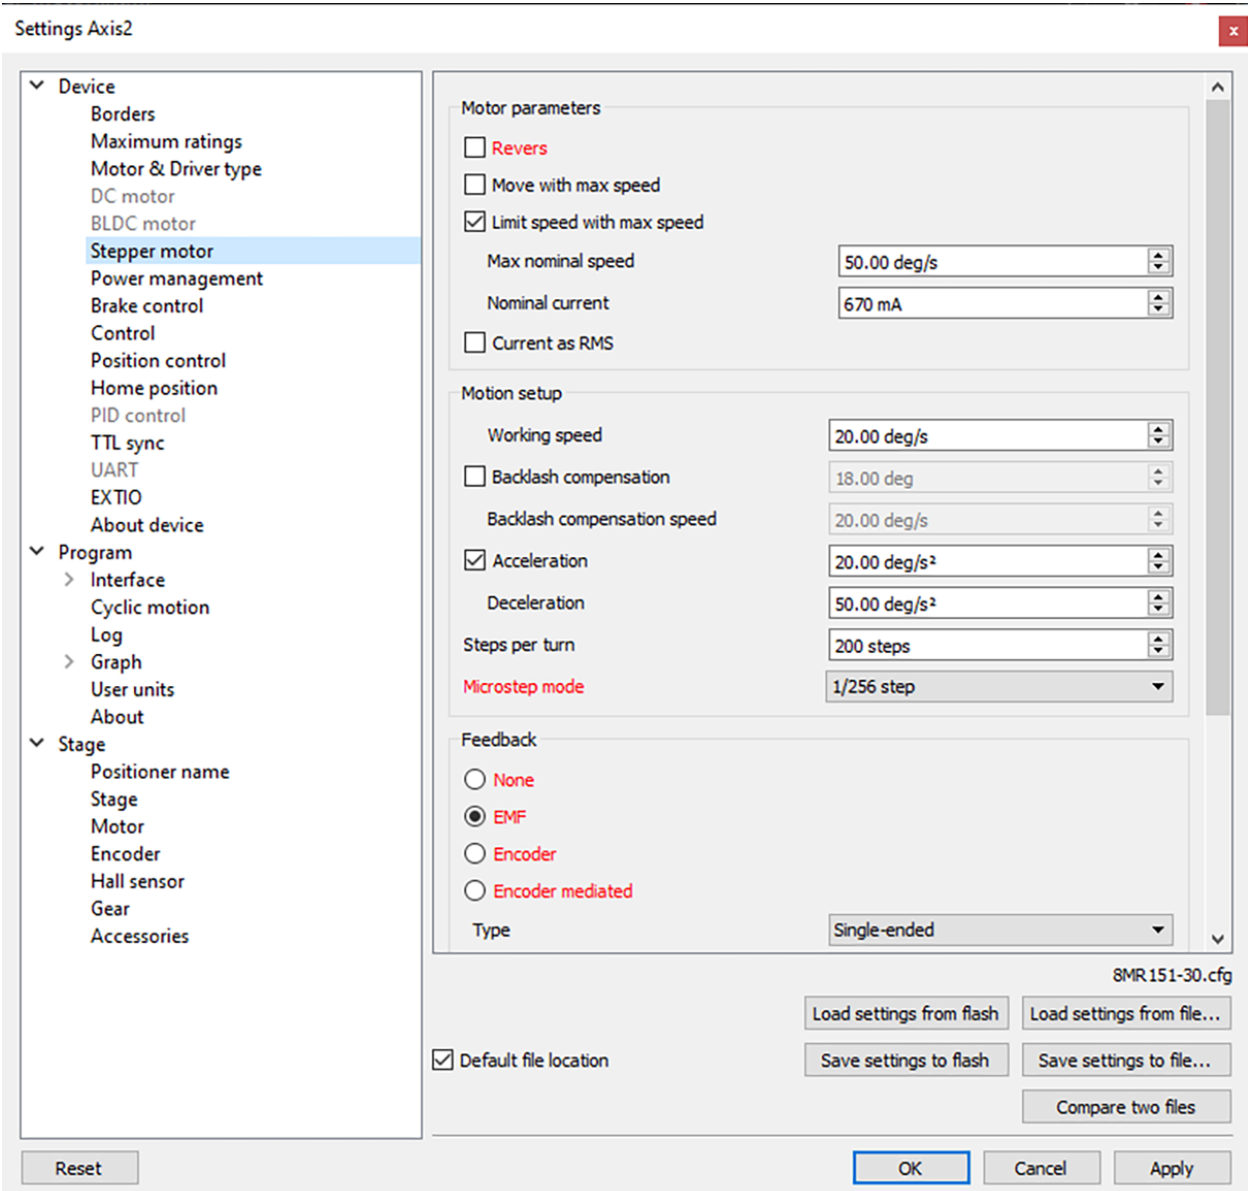 Settings Axis2
x
Device
Borders
Maximum ratings
Motor & Driver type
DC motor
BLDC motor
Stepper motor
Power management
Brake control
Control
Position control
Home position
PID control
TTL sync
UART
EXTIO
About device
Program
Interface
Cyclic motion
Log
Graph
User units
About
Stage
Positioner name
Stage
Motor
Encoder
Hall sensor
Gear
Accessories
Motor parameters
Revers
Move with max speed
Limit speed with max speed
Max nominal speed 50.00 deg/s
Nominal current 670 mA
Current as RMS
Motion setup
Working speed 20.00 deg/s
Backlash compensation 18.00 deg
Backlash compensation speed 20.00 deg/s
Acceleration 20.00 deg/s²
Deceleration 50.00 deg/s²
Steps per turn 200 steps
Microstep mode 1/256 step
Feedback
None
EMF
Encoder
Encoder mediated
Type Single-ended
8MR151-30.cfg
Load settings from flash Load settings from file...
Default file location Save settings to flash Save settings to file...
Compare two files
Reset OK Cancel Apply